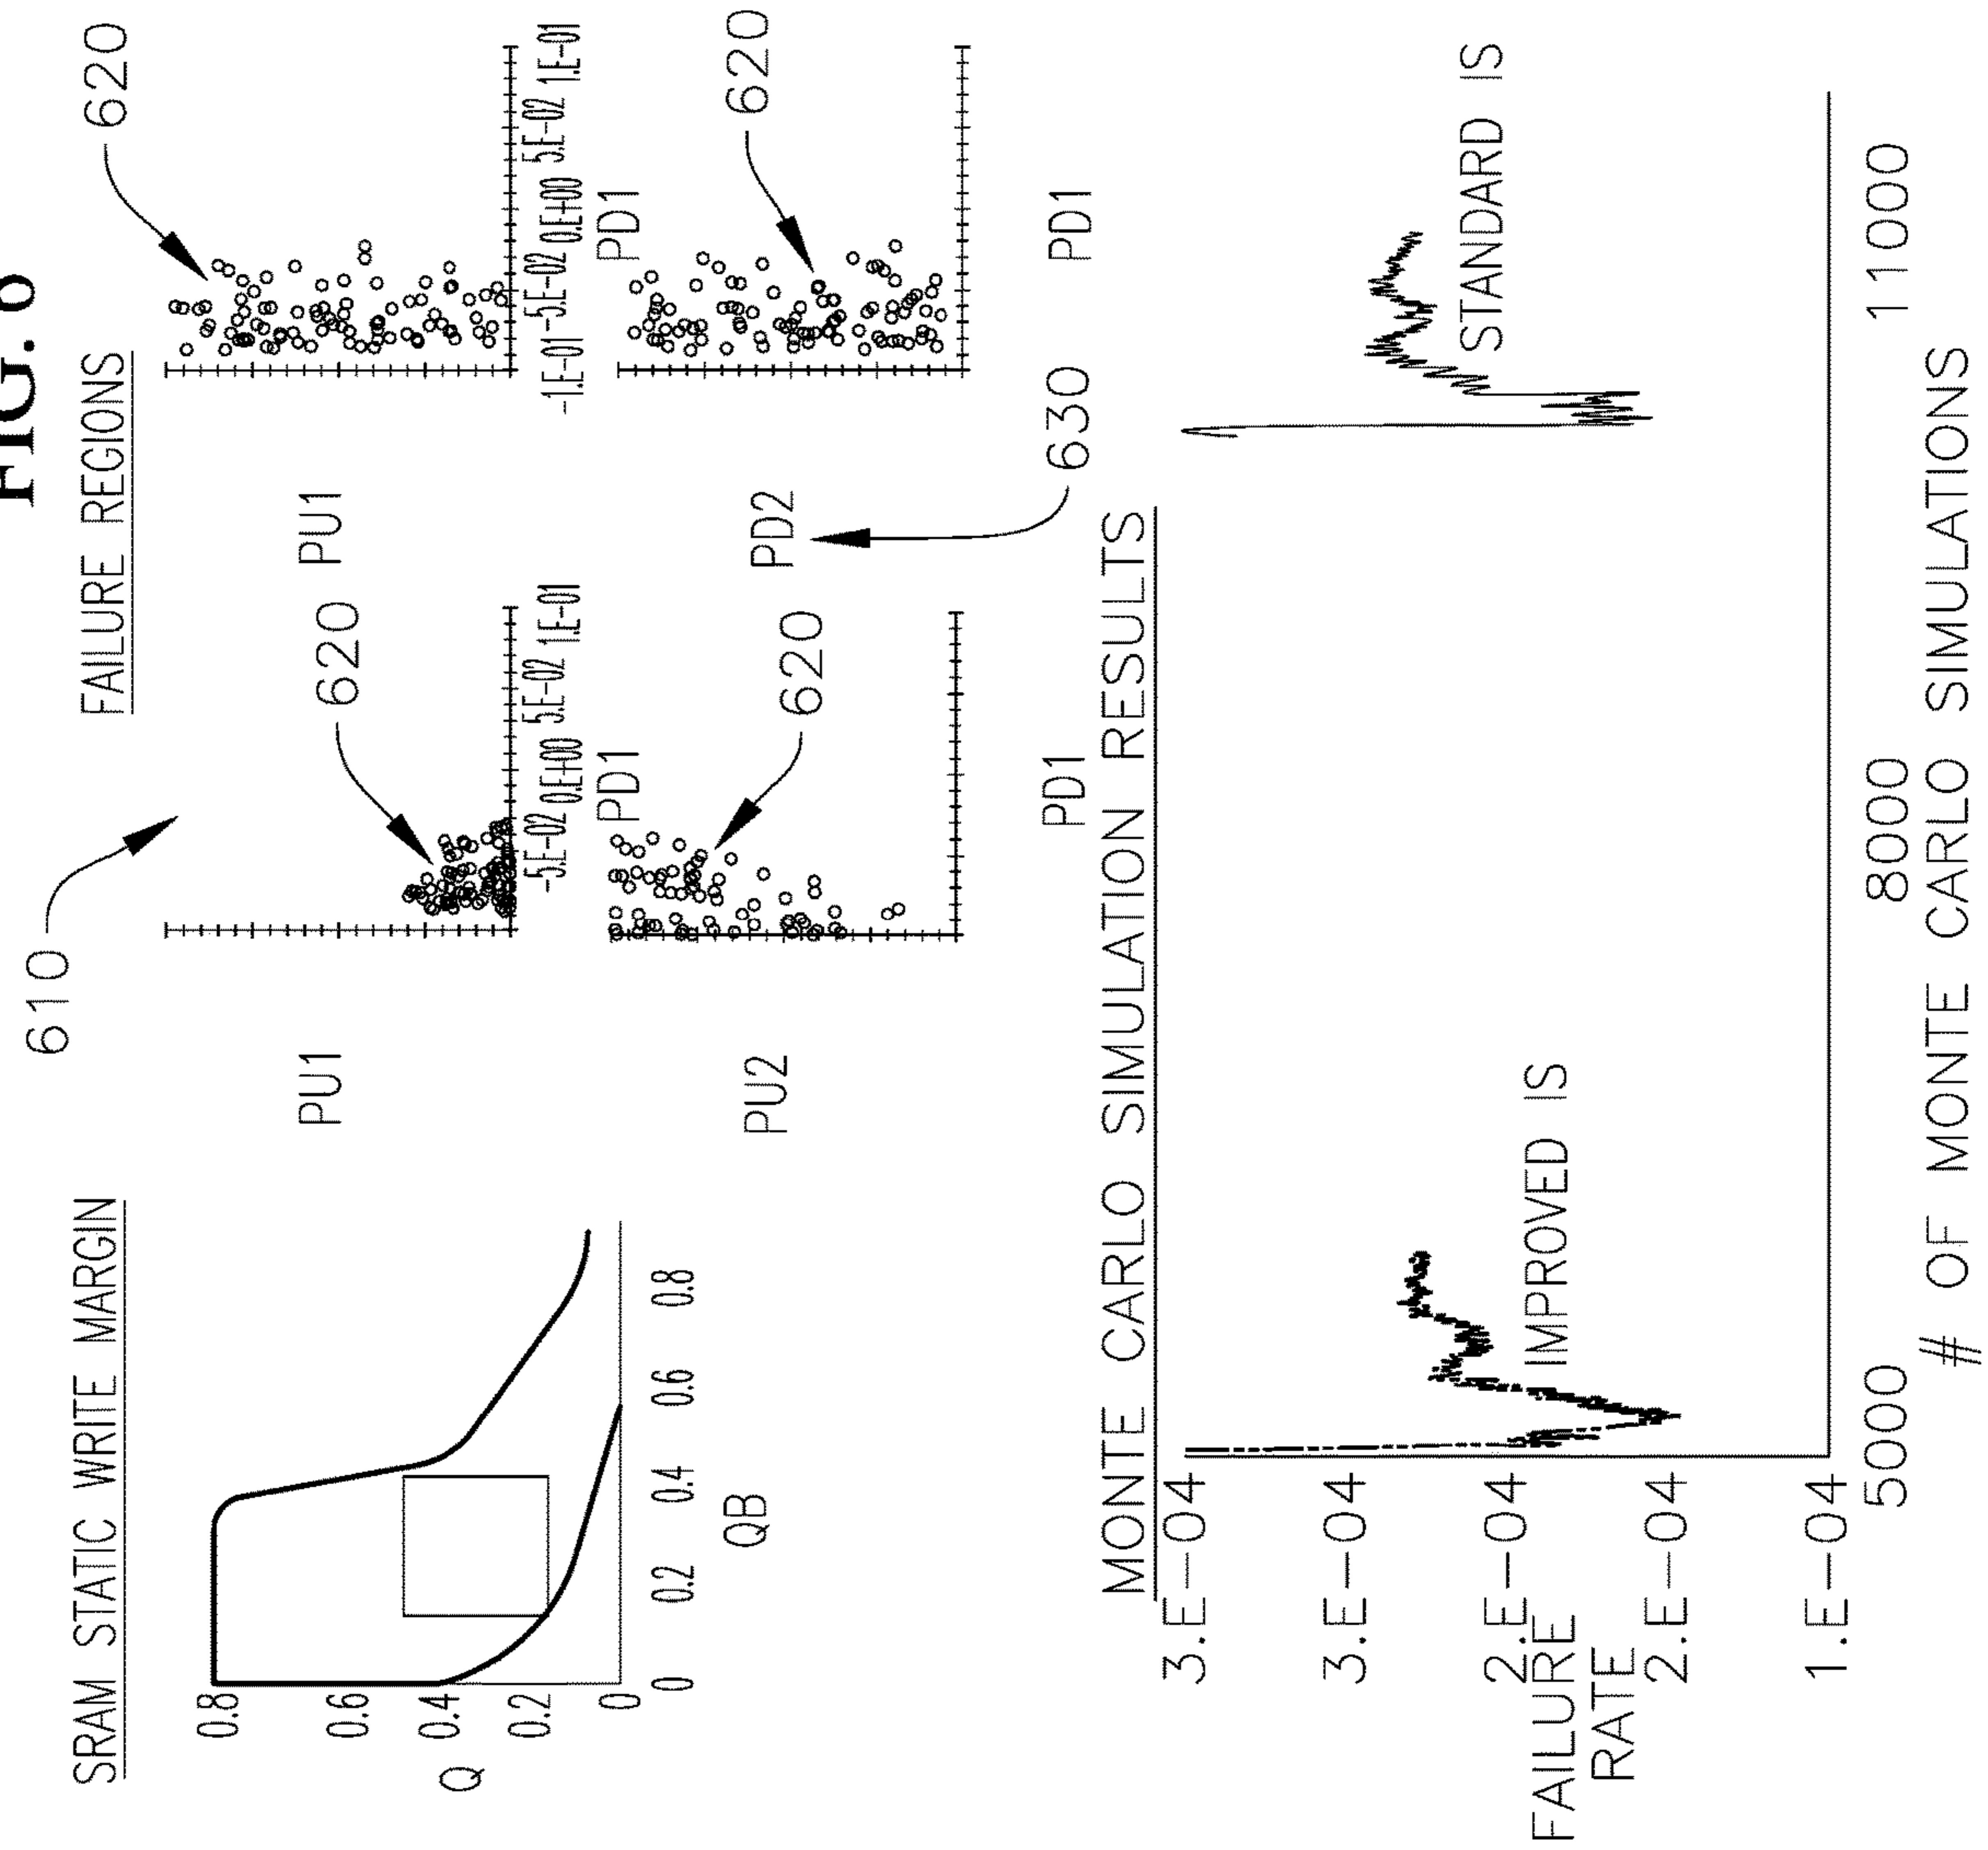 FIG. 6
610
SRAM STATIC WRITE MARGIN
FAILURE REGIONS
620
0.8
0.6
0.4
0.2
0
Q
0
0.2
0.4
0.6
0.8
QB
PU1
620
-5.E-02 0.E+00 5.E-02 1.E-01
PD1
PU1
-1.E-01 -5.E-02 0.E+00 5.E-02 1.E-01
PD1
PU2
620
PD1
PD2
620
PD1
630
MONTE CARLO SIMULATION RESULTS
3.E-04
3.E-04
2.E-04
2.E-04
1.E-04
FAILURE
RATE
IMPROVED IS
STANDARD IS
5000
8000
11000
# OF MONTE CARLO SIMULATIONS